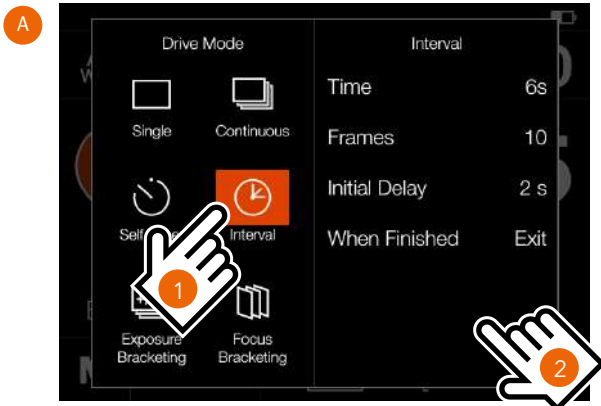 A
Drive Mode
Single
Continuous
Interval
Exposure
Bracketing
Focus
Bracketing
Interval
Time 6s
Frames 10
Initial Delay 2 s
When Finished Exit
1
2